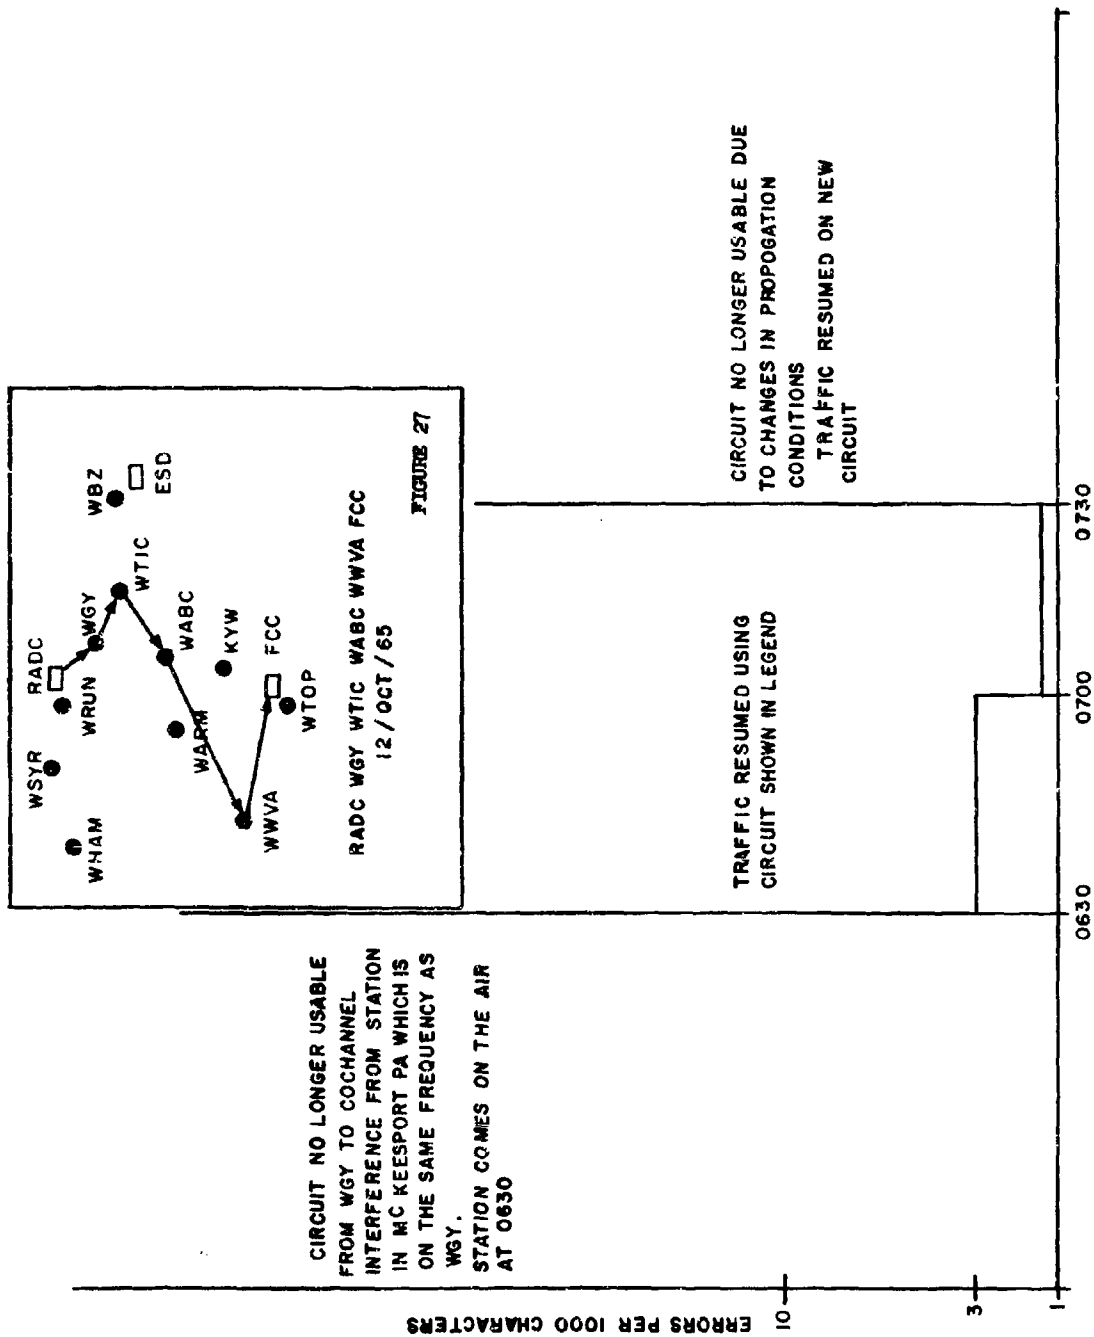 CIRCUIT NO LONGER USABLE
FROM WGY TO COCHANNEL
INTERFERENCE FROM STATION
IN MC KEESPORT PA WHICH IS
ON THE SAME FREQUENCY AS
WGY.
STATION COMES ON THE AIR
AT 0630
WHAM
WSYR
WRUN
RADC
WGY
WTIC
WBZ
ESD
WABC
WARM
KYW
WWVA
FCC
WTOP
RADC WGY WTIC WABC WWVA FCC
12/OCT/65
FIGURE 27
TRAFFIC RESUMED USING
CIRCUIT SHOWN IN LEGEND
CIRCUIT NO LONGER USABLE DUE
TO CHANGES IN PROPOGATION
CONDITIONS
TRAFFIC RESUMED ON NEW
CIRCUIT
ERRORS PER 1000 CHARACTERS
10
3
1
0630
0700
0730